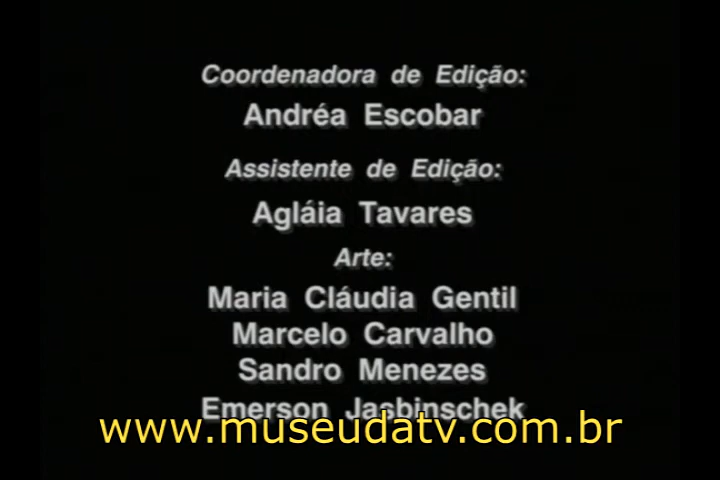 Coordenadora de Edição:
Andréa Escobar
Assistente de Edição:
Agláia Tavares
Arte:
Maria Cláudia Gentil
Marcelo Carvalho
Sandro Menezes
Emerson Jasbinschek
www.museudatv.com.br